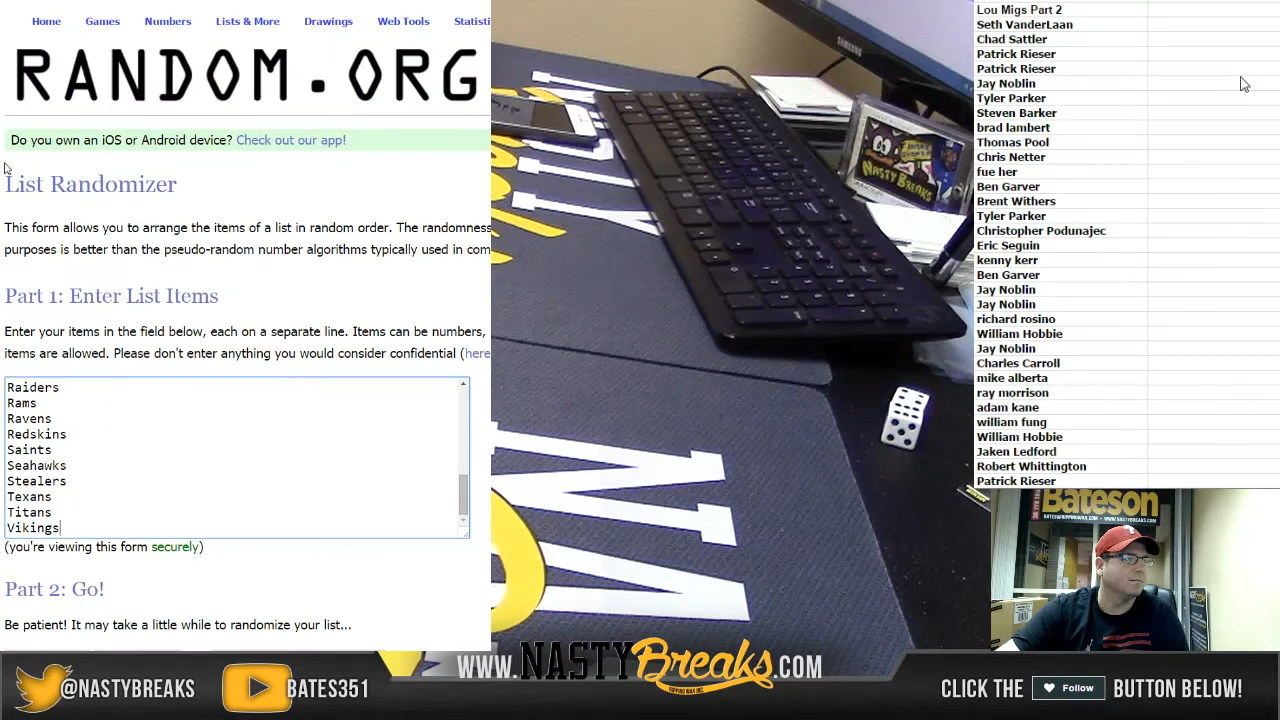 Home Games Numbers Lists & More Drawings Web Tools Statisti
RANDOM.ORG
Do you own an iOS or Android device? Check out our app!
List Randomizer
This form allows you to arrange the items of a list in random order. The randomness
purposes is better than the pseudo-random number algorithms typically used in com
Part 1: Enter List Items
Enter your items in the field below, each on a separate line. Items can be numbers,
items are allowed. Please don't enter anything you would consider confidential (here
Raiders
Rams
Ravens
Redskins
Saints
Seahawks
Stealers
Texans
Titans
Vikings
(you're viewing this form securely)
Part 2: Go!
Be patient! It may take a little while to randomize your list...
SAMSUNG
NASTY BREAKS
Lou Migs Part 2
Seth VanderLaan
Chad Sattler
Patrick Rieser
Patrick Rieser
Jay Noblin
Tyler Parker
Steven Barker
brad lambert
Thomas Pool
Chris Netter
fue her
Ben Garver
Brent Withers
Tyler Parker
Christopher Podunajec
Eric Seguin
kenny kerr
Ben Garver
Jay Noblin
Jay Noblin
richard rosino
William Hobbie
Jay Noblin
Charles Carroll
mike alberta
ray morrison
adam kane
william fung
William Hobbie
Jaken Ledford
Robert Whittington
Patrick Rieser
Bateson
@NASTYBREAKS
BATES351
WWW.NASTYBreaks.COM
RIPPING WAX INC.
CLICK THE Follow BUTTON BELOW!